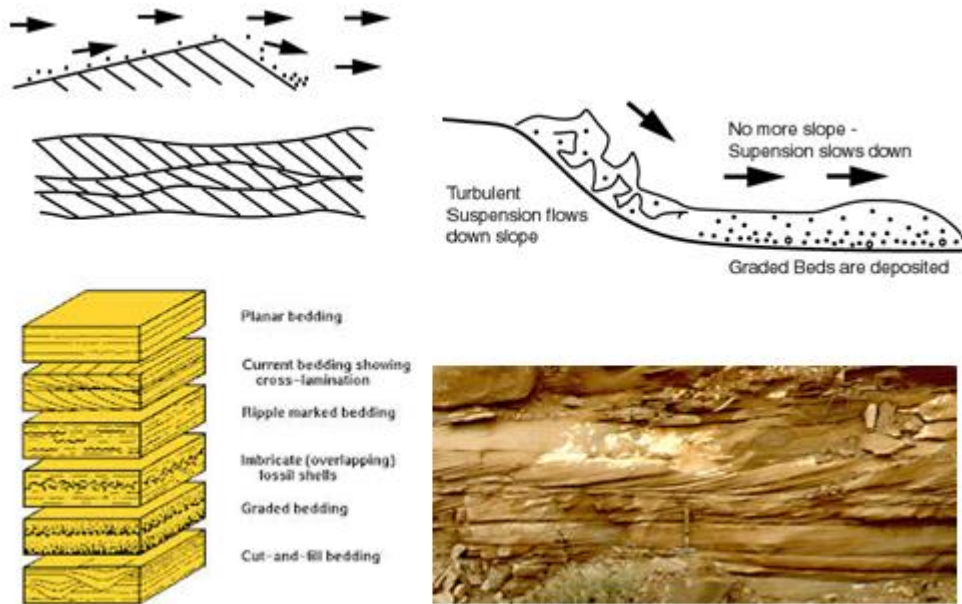 No more slope -
Supension slows down
Turbulent
Suspension flows
down slope
Graded Beds are deposited
Planar bedding
Current bedding showing
cross-lamination
Ripple marked bedding
Imbricate (overlapping)
fossil shells
Graded bedding
Cut-and-fill bedding